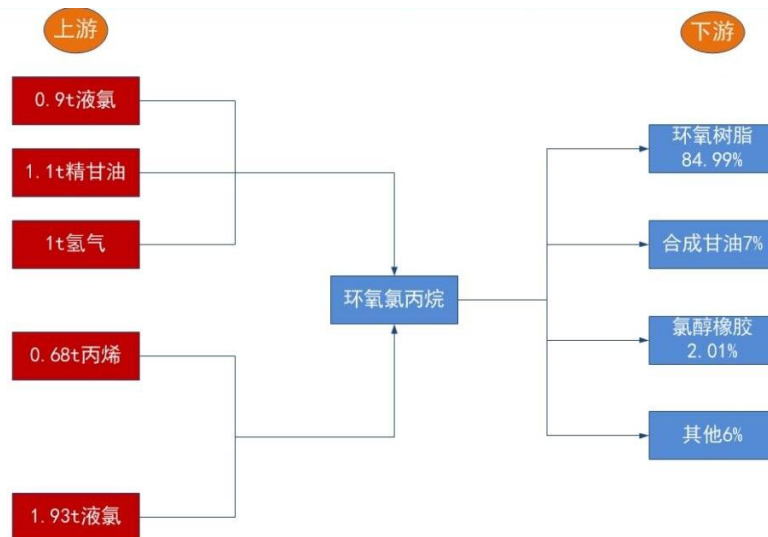 上游
下游
0.9t液氯
1.1t精甘油
1t氢气
0.68t丙烯
1.93t液氯
环氧氯丙烷
环氧树脂
84.99%
合成甘油7%
氯醇橡胶
2.01%
其他6%